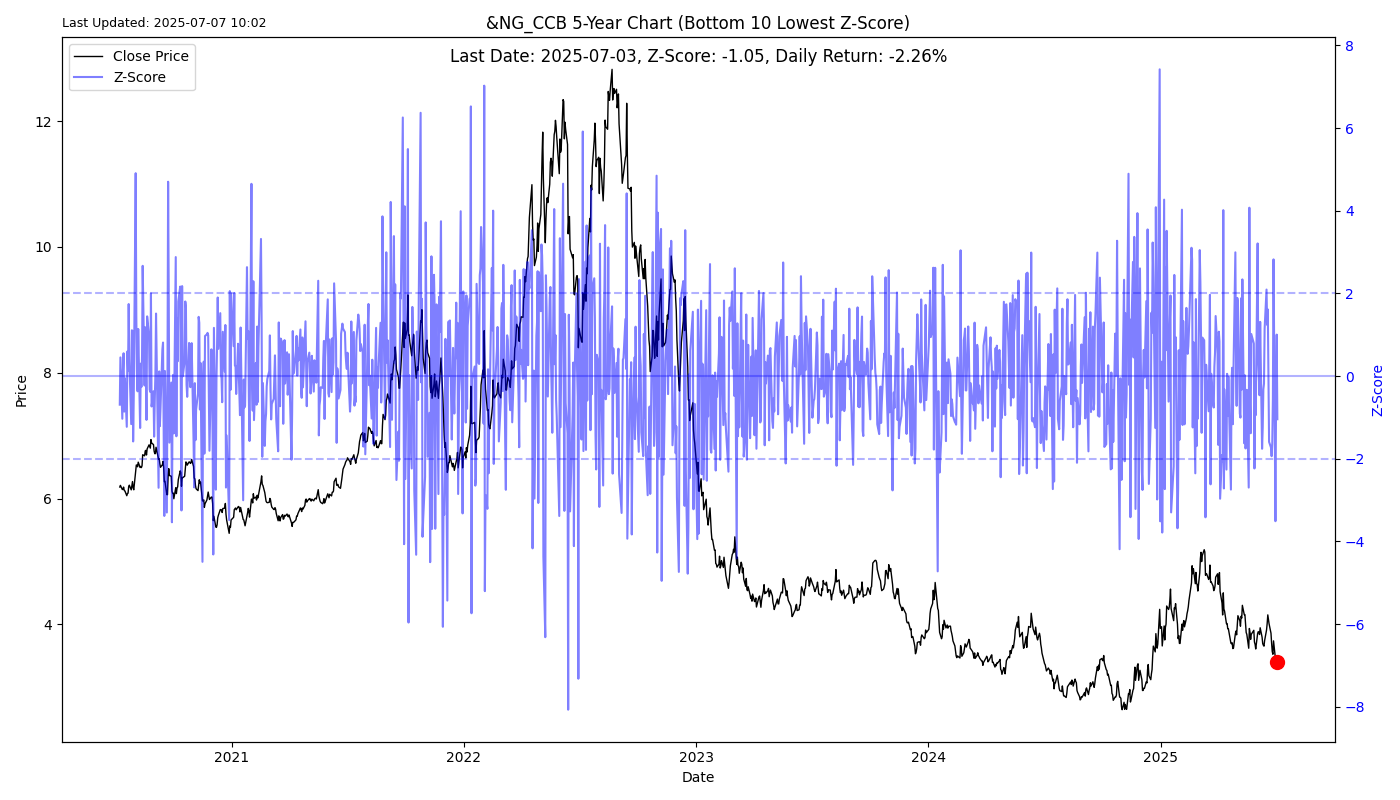 Last Updated: 2025-07-07 10:02
&NG_CCB 5-Year Chart (Bottom 10 Lowest Z-Score)
Last Date: 2025-07-03, Z-Score: -1.05, Daily Return: -2.26%
Close Price
Z-Score
12
10
8
6
4
Price
8
6
4
2
0
−2
−4
−6
−8
Z-Score
2021
2022
2023
2024
2025
Date